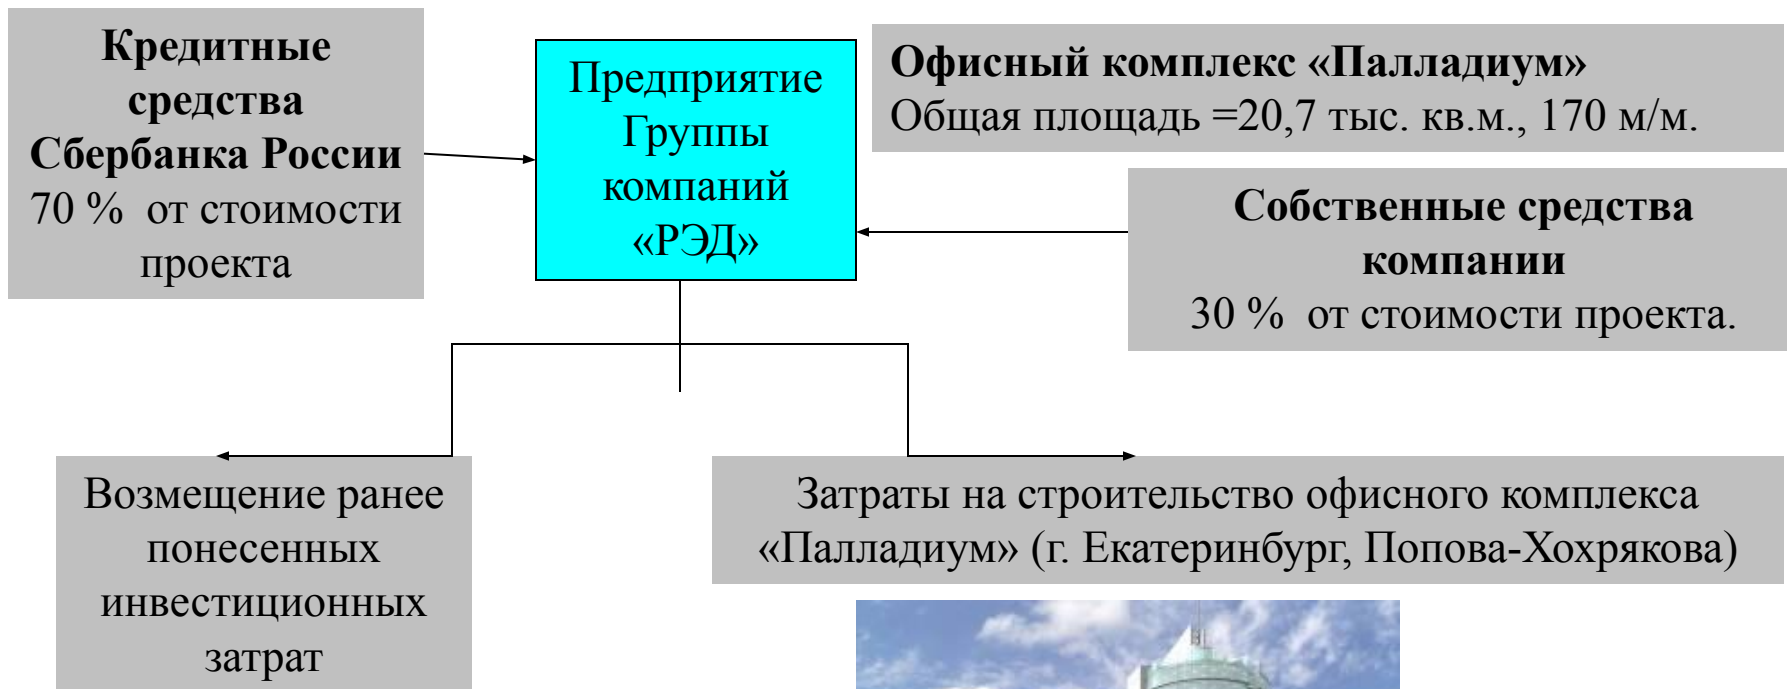 Кредитные
средства
Сбербанка России
70 % от стоимости
проекта
Предприятие
Группы
компаний
«РЭД»
Офисный комплекс «Палладиум»
Общая площадь =20,7 тыс. кв.м., 170 м/м.
Собственные средства
компании
30 % от стоимости проекта.
Возмещение ранее
понесенных
инвестиционных
затрат
Затраты на строительство офисного комплекса
«Палладиум» (г. Екатеринбург, Попова-Хохрякова)